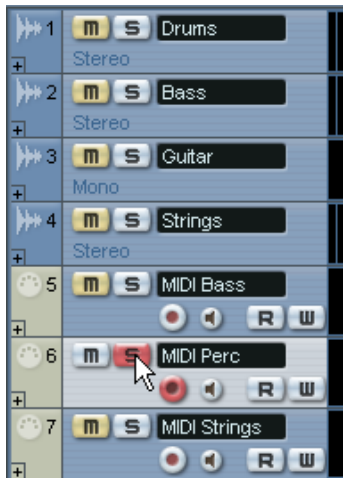 1 m S Drums
Stereo
2 m S Bass
Stereo
3 m S Guitar
Mono
4 m S Strings
Stereo
5 m S MIDI Bass
R W
6 m S MIDI Perc
R W
7 m S MIDI Strings
R W